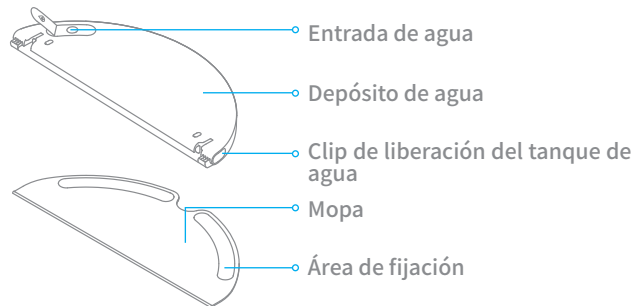 Entrada de agua
Depósito de agua
Clip de liberación del tanque de
agua
Mopa
Área de fijación